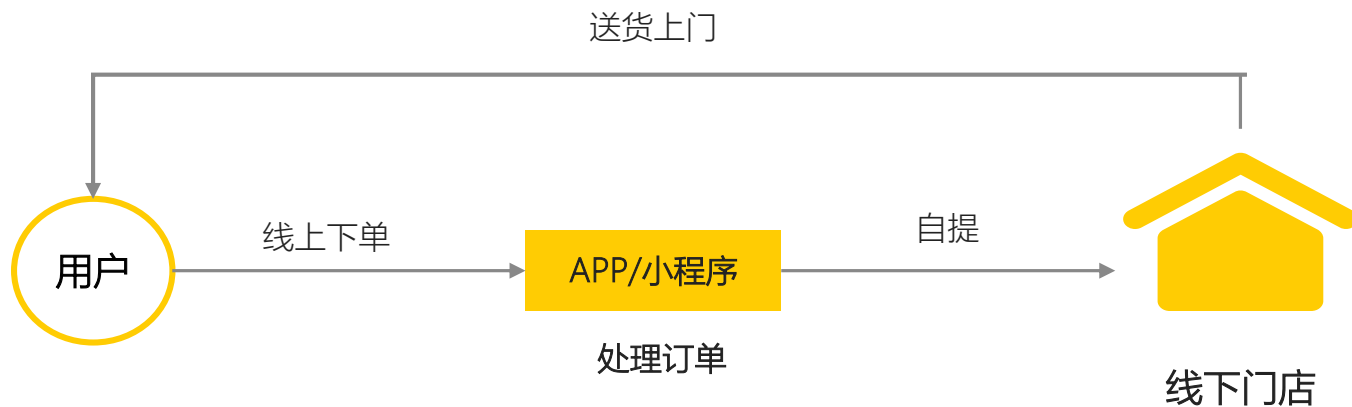 送货上门
线上下单
自提
用户
APP/小程序
处理订单
线下门店